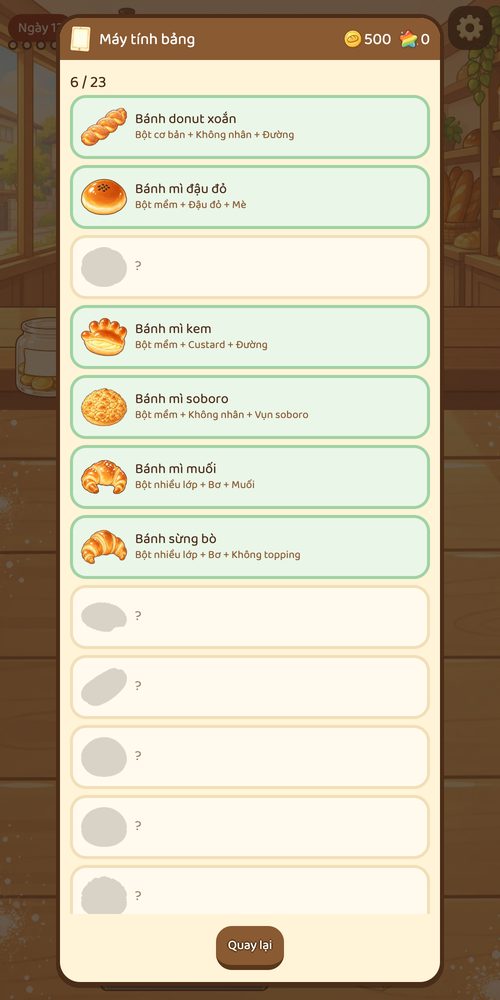 Máy tính bảng
500
0
6 / 23
Bánh donut xoắn
Bột cơ bản + Không nhân + Đường
Bánh mì đậu đỏ
Bột mềm + Đậu đỏ + Mè
?
Bánh mì kem
Bột mềm + Custard + Đường
Bánh mì soboro
Bột mềm + Không nhân + Vụn soboro
Bánh mì muối
Bột nhiều lớp + Bơ + Muối
Bánh sừng bò
Bột nhiều lớp + Bơ + Không topping
?
?
?
?
?
Quay lại